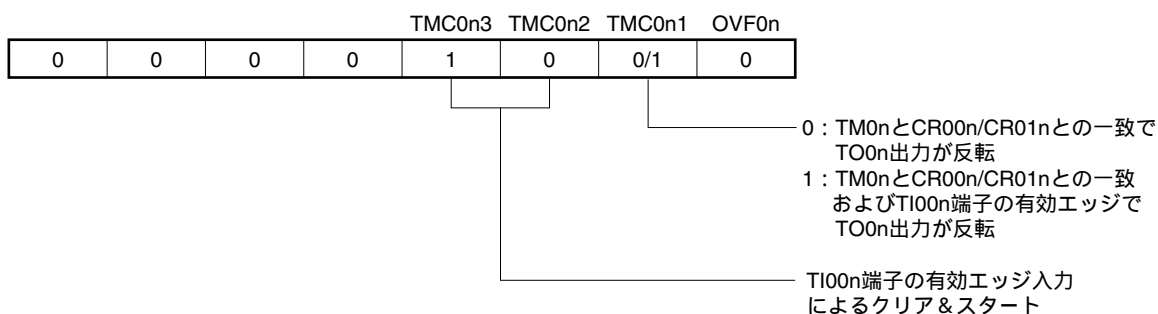 TMC0n3 TMC0n2 TMC0n1 OVF0n
0 0 0 0 1 0 0/1 0
0：TM0nとCR00n/CR01nとの一致で
TO0n出力が反転
1：TM0nとCR00n/CR01nとの一致
およびTI00n端子の有効エッジで
TO0n出力が反転
TI00n端子の有効エッジ入力
によるクリア＆スタート